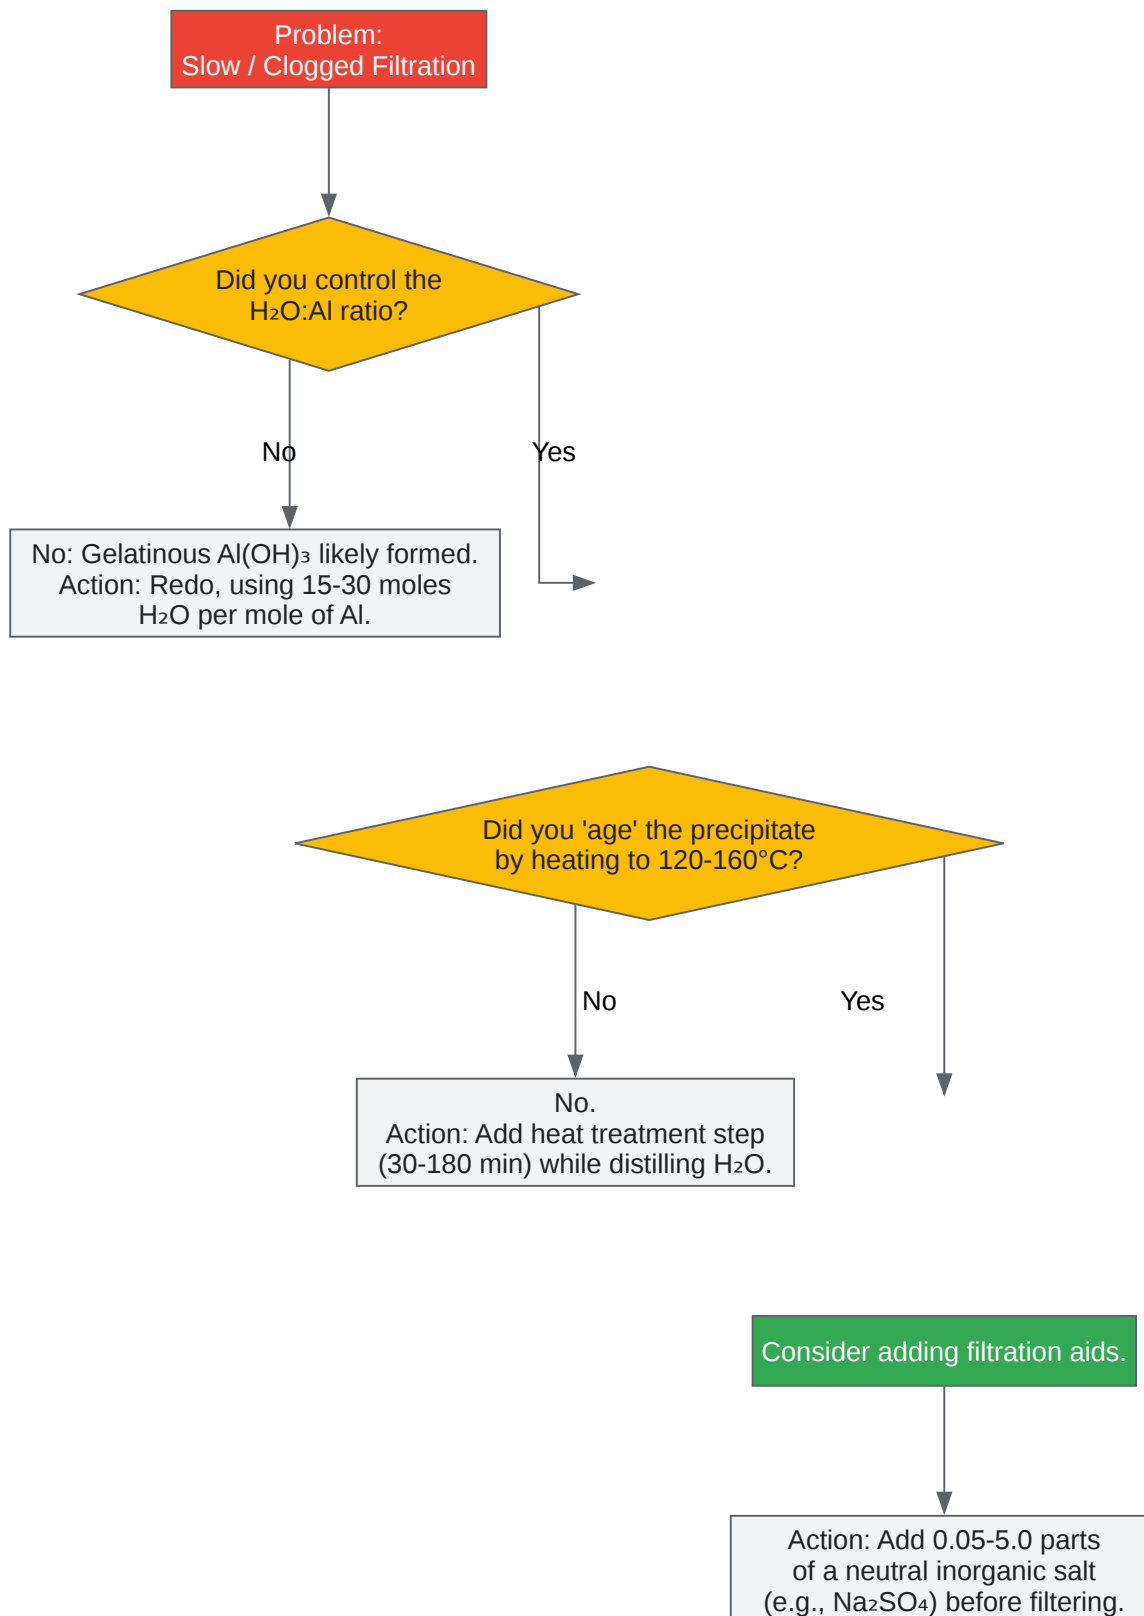 Problem:
Slow / Clogged Filtration
Did you control the
H₂O:Al ratio?
No
Yes
No: Gelatinous Al(OH)₃ likely formed.
Action: Redo, using 15-30 moles
H₂O per mole of Al.
Did you 'age' the precipitate
by heating to 120-160°C?
No
Yes
No.
Action: Add heat treatment step
(30-180 min) while distilling H₂O.
Consider adding filtration aids.
Action: Add 0.05-5.0 parts
of a neutral inorganic salt
(e.g., Na₂SO₄) before filtering.